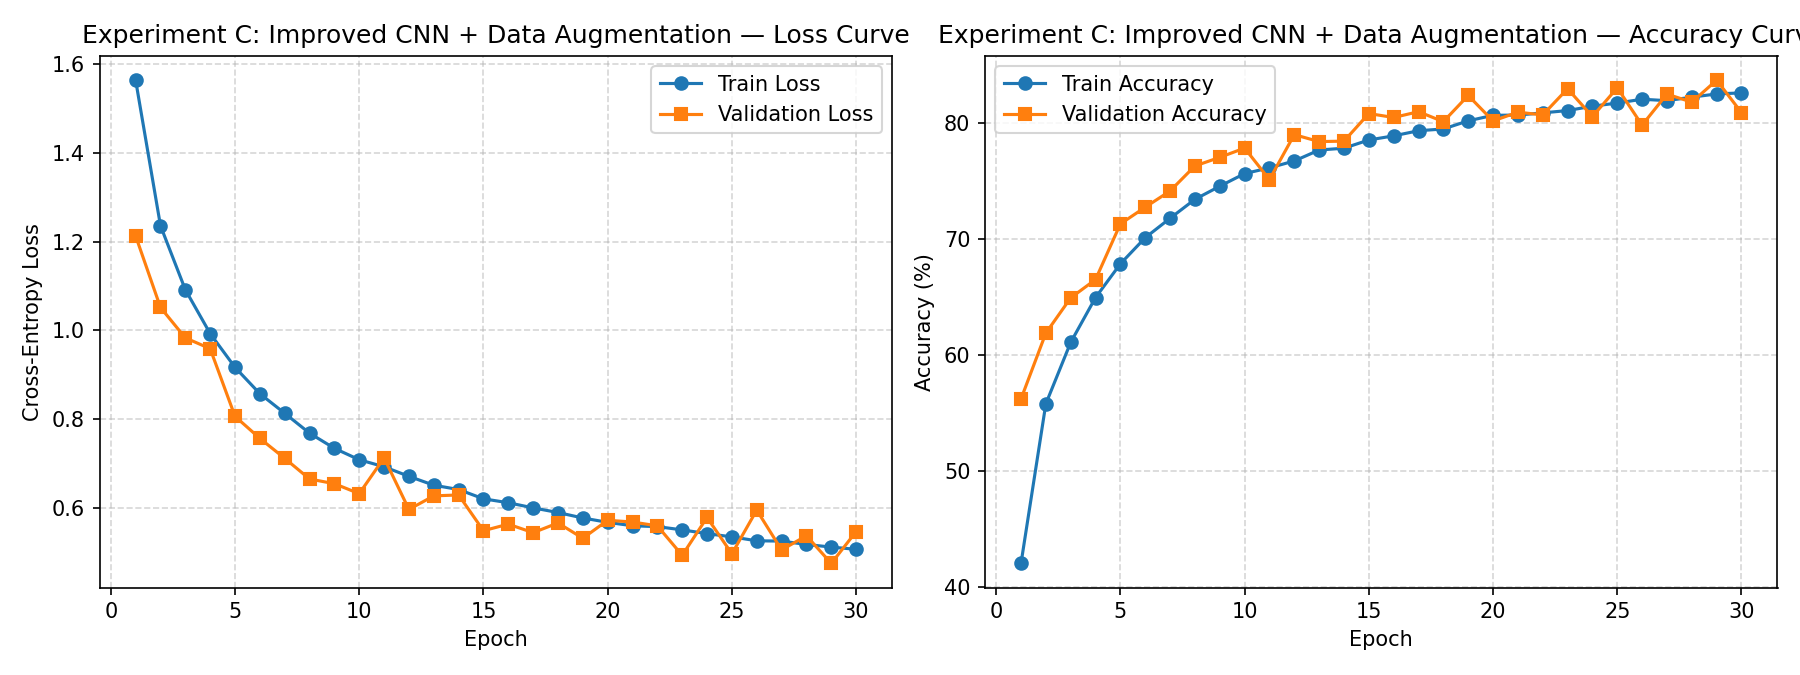 Experiment C: Improved CNN + Data Augmentation — Loss Curve
Train Loss
Validation Loss
1.6
1.4
1.2
1.0
0.8
0.6
Cross-Entropy Loss
0 5 10 15 20 25 30
Epoch
Experiment C: Improved CNN + Data Augmentation — Accuracy Curv
Train Accuracy
Validation Accuracy
80
70
60
50
40
Accuracy (%)
0 5 10 15 20 25 30
Epoch